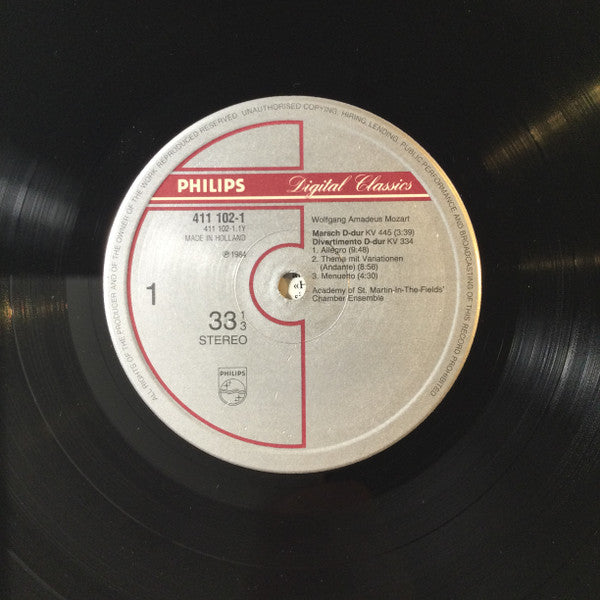 ALL RIGHTS OF THE PRODUCER AND OF THE OWNER OF THE WORK REPRODUCED RESERVED. UNAUTHORISED COPYING, HIRING, LENDING, PUBLIC PERFORMANCE AND BROADCASTING OF THIS RECORD PROHIBITED
PHILIPS
Digital Classics
411 102-1
411 102-1.1Y
MADE IN HOLLAND
℗ 1984
1
33 1/3
STEREO
PHILIPS
Wolfgang Amadeus Mozart
Marsch D-dur KV 445 (3:39)
Divertimento D-dur KV 334
1. Allegro (9:48)
2. Thema mit Variationen
(Andante) (8:56)
3. Menuetto (4:30)
Academy of St. Martin-In-The-Fields'
Chamber Ensemble